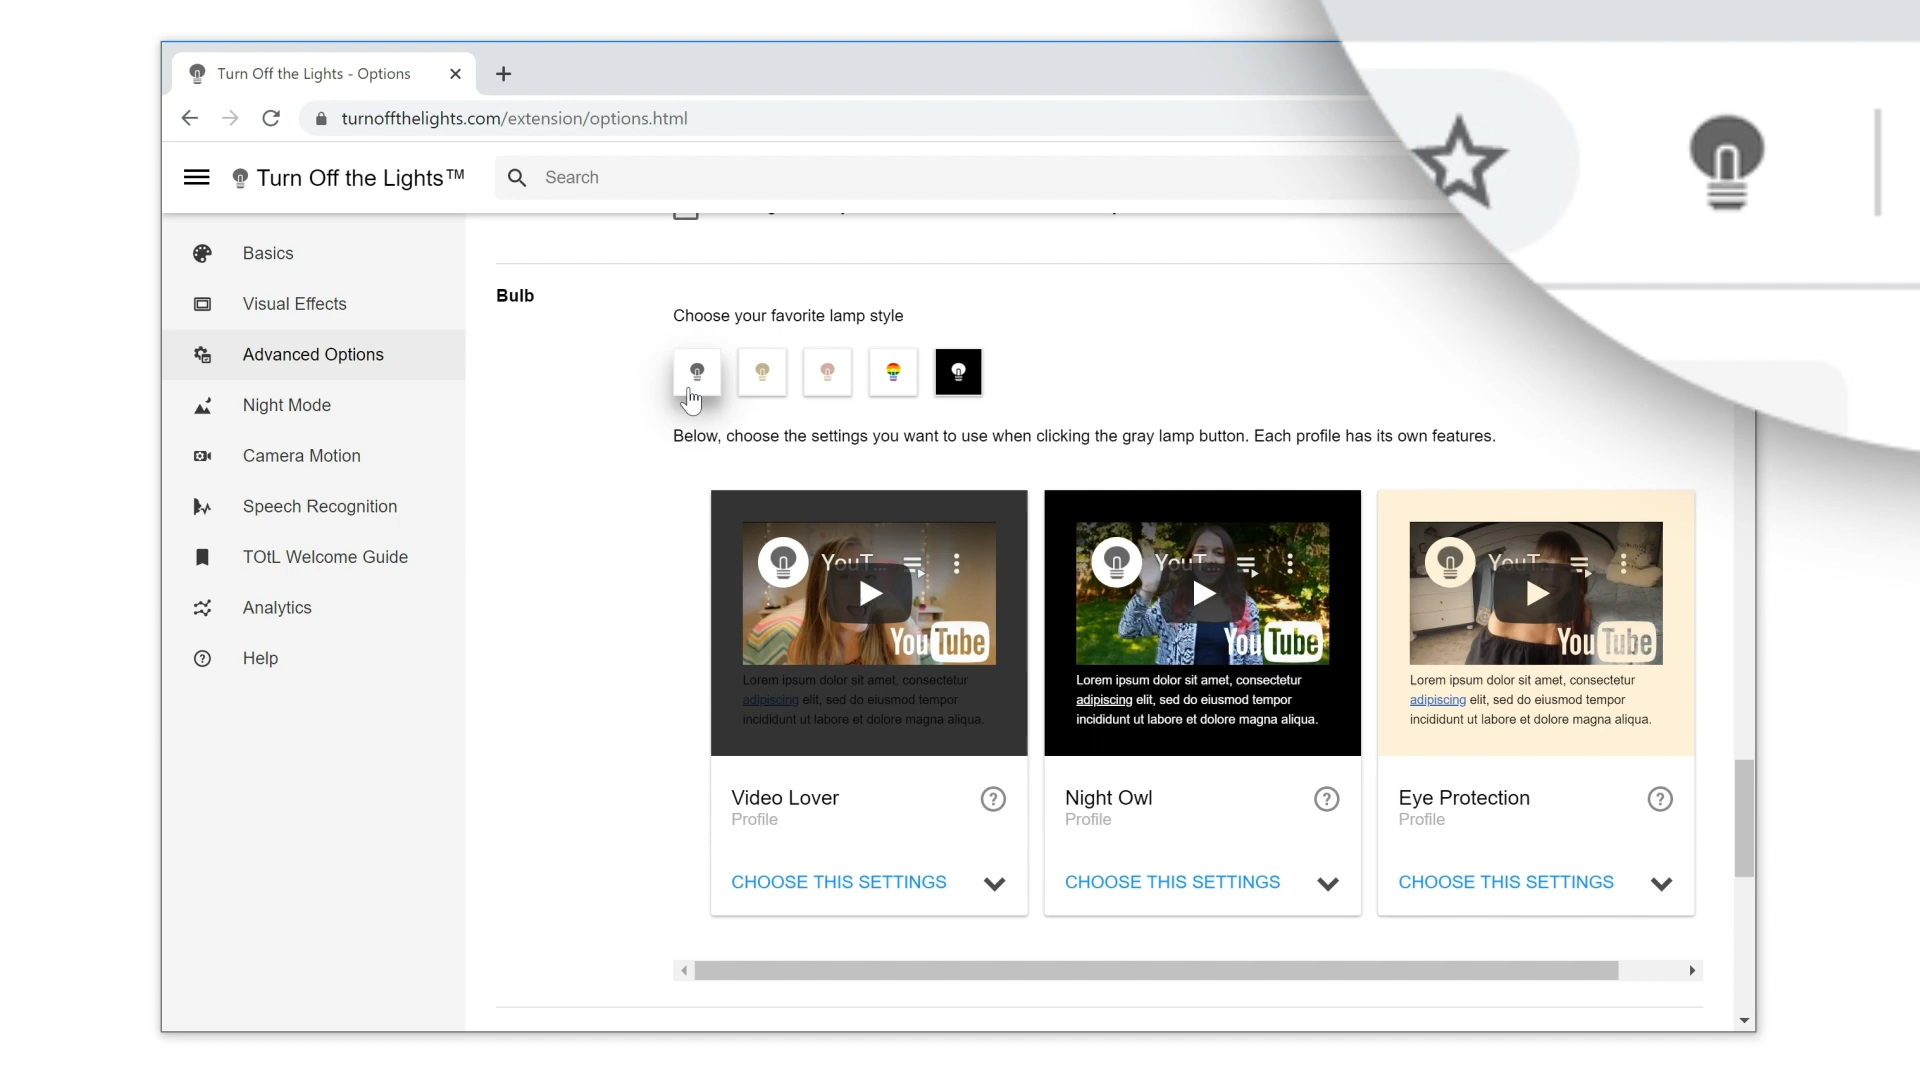 Turn Off the Lights - Options
turnoffthelights.com/extension/options.html
Turn Off the Lights™
Search
Basics
Visual Effects
Advanced Options
Night Mode
Camera Motion
Speech Recognition
TOtL Welcome Guide
Analytics
Help
Bulb
Choose your favorite lamp style
Below, choose the settings you want to use when clicking the gray lamp button. Each profile has its own features.
YouT...
YouTube
Lorem ipsum dolor sit amet, consectetur
adipiscing elit, sed do eiusmod tempor
incididunt ut labore et dolore magna aliqua.
Video Lover
Profile
CHOOSE THIS SETTINGS
YouT...
YouTube
Lorem ipsum dolor sit amet, consectetur
adipiscing elit, sed do eiusmod tempor
incididunt ut labore et dolore magna aliqua.
Night Owl
Profile
CHOOSE THIS SETTINGS
YouT...
YouTube
Lorem ipsum dolor sit amet, consectetur
adipiscing elit, sed do eiusmod tempor
incididunt ut labore et dolore magna aliqua.
Eye Protection
Profile
CHOOSE THIS SETTINGS